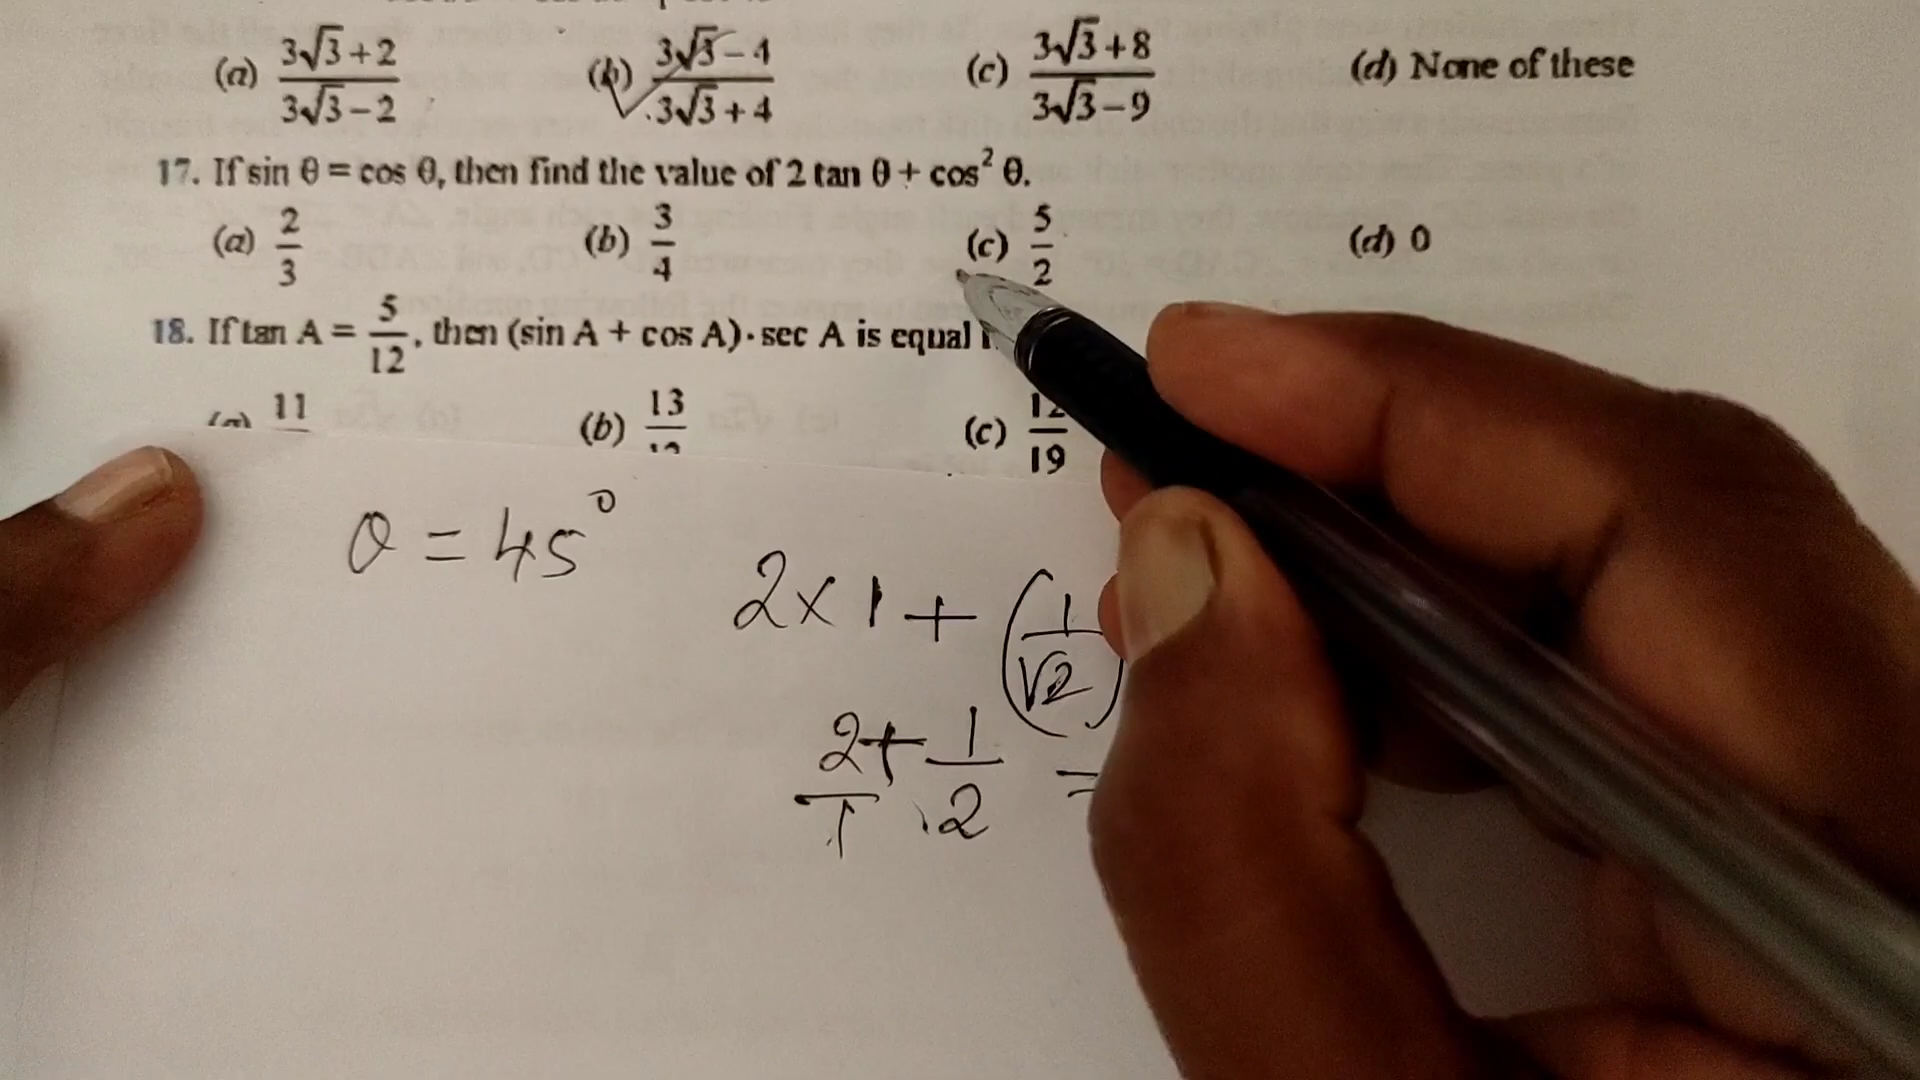 (a) 3√3+2/3√3−2 (b) 3√3−4/3√3+4 (c) 3√3+8/3√3−9 (d) None of these
17. If sin θ = cos θ, then find the value of 2 tan θ + cos² θ.
(a) 2/3 (b) 3/4 (c) 5/2 (d) 0
18. If tan A = 5/12, then (sin A + cos A)·sec A is equal
(a) 11 (b) 13 (c) 12/19
θ = 45°
2 × 1 + (1/√2)
2/1 + 1/2 =